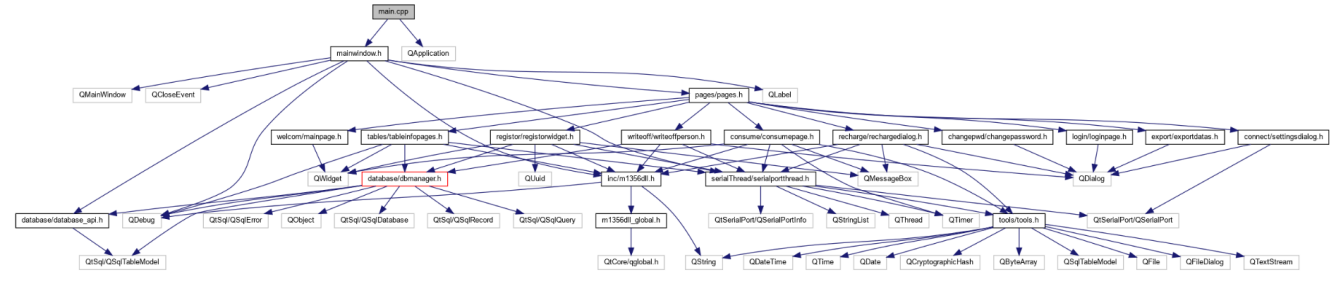 main.cpp
mainwindow.h
QApplication
QMainWindow
QCloseEvent
pages/pages.h
QLabel
welcom/mainpage.h
tables/tableinfopages.h
registor/registorwidget.h
writeoff/writeoffperson.h
consume/consumepage.h
recharge/rechargedialog.h
changepwd/changepassword.h
login/loginpage.h
export/exportdatas.h
connect/settingsdialog.h
QWidget
database/dbmanager.h
QUuid
inc/m1356dll.h
serialThread/serialportthread.h
QMessageBox
QDialog
database/database_api.h
QDebug
QtSql/QSqlError
QObject
QtSql/QSqlDatabase
QtSql/QSqlRecord
QtSql/QSqlQuery
m1356dll_global.h
QtSerialPort/QSerialPortInfo
QStringList
QThread
QTimer
tools/tools.h
QtSerialPort/QSerialPort
QtSql/QSqlTableModel
QtCore/qglobal.h
QString
QDateTime
QTime
QDate
QCryptographicHash
QByteArray
QSqlTableModel
QFile
QFileDialog
QTextStream